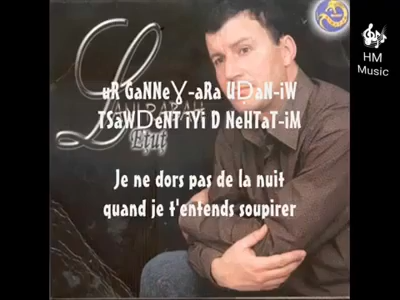 HM
Music
uR GaNNeƔ-aRa UḌaN-iW
TSaWḌeNT iYi D NeHTaT-iM
Je ne dors pas de la nuit
quand je t'entends soupirer